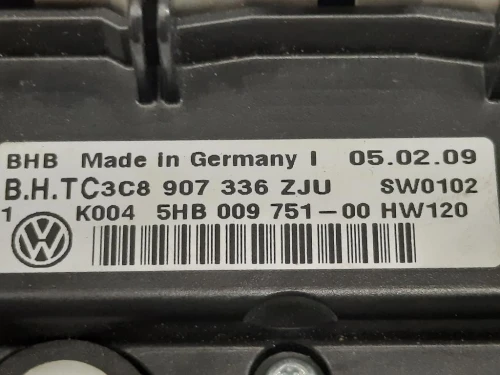 BHB Made in Germany I 05.02.09
B.H.TC3C8 907 336 ZJU SW0102
1 K004 5HB 009 751-00 HW120